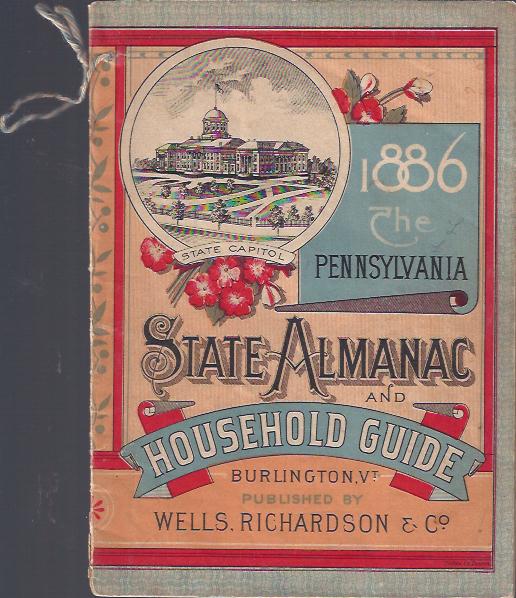 STATE CAPITOL
1886
The
PENNSYLVANIA
STATE ALMANAC
AND
HOUSEHOLD GUIDE
BURLINGTON, VT
PUBLISHED BY
WELLS, RICHARDSON & Co